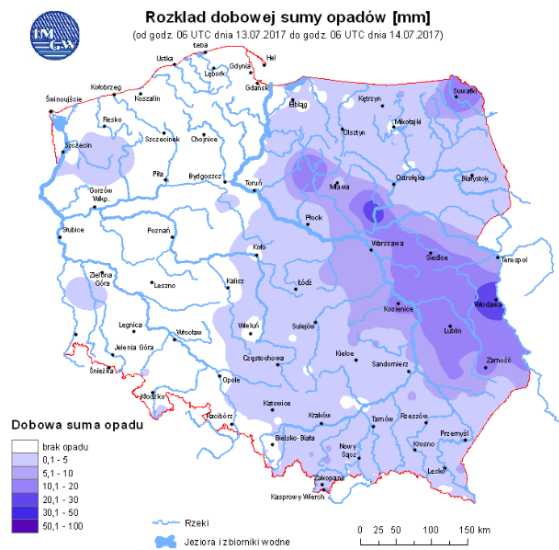 IM
GW
Rozkład dobowej sumy opadów [mm]
(od godz. 06 UTC dnia 13.07.2017 do godz. 06 UTC dnia 14.07.2017)
Łeba
Ustka
Hel
Lębork
Gdynia
Gdańsk
Kołobrzeg
Koszalin
Świnoujście
Resko
Szczecinek
Chojnice
Szczecin
Elbląg
Kętrzyn
Suwałki
Olsztyn
Mikołajki
Piła
Bydgoszcz
Toruń
Mława
Ostrołęka
Białystok
Gorzów
Wlkp.
Słubice
Poznań
Koło
Płock
Warszawa
Siedlce
Terespol
Zielona
Góra
Leszno
Kalisz
Łódź
Kozienice
Włodawa
Legnica
Wrocław
Wieluń
Sulejów
Lublin
Jelenia Góra
Śnieżka
Częstochowa
Kielce
Sandomierz
Zamość
Kłodzko
Opole
Katowice
Racibórz
Kraków
Tarnów
Rzeszów
Bielsko-Biała
Nowy
Sącz
Krosno
Przemyśl
Lesko
Zakopane
Kasprowy Wierch
Dobowa suma opadu
brak opadu
0,1 - 5
5,1 - 10
10,1 - 20
20,1 - 30
30,1 - 50
50,1 - 100
Rzeki
Jeziora i zbiorniki wodne
0 25 50 100 150 km